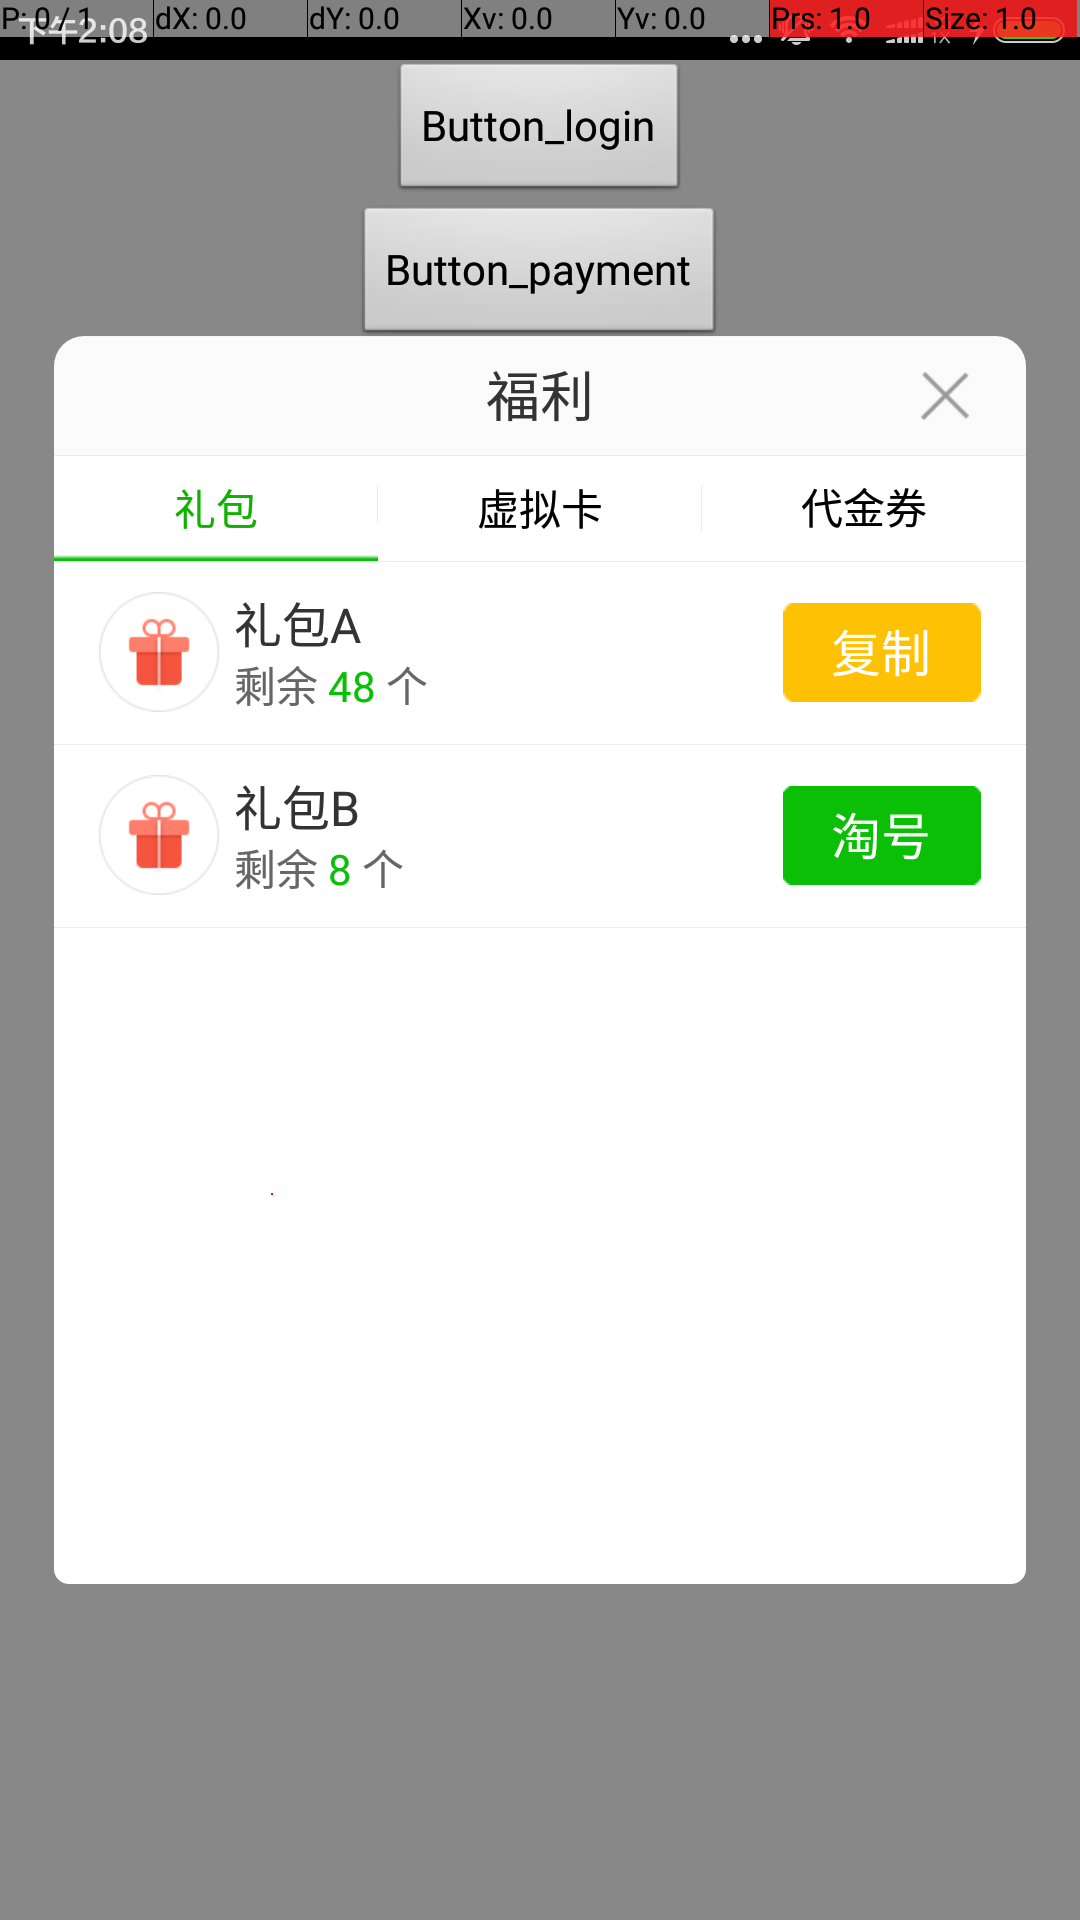 P: 0 / 1 dX: 0.0 dY: 0.0 Xv: 0.0 Yv: 0.0 Prs: 1.0 Size: 1.0
下午2:08
Button_login
Button_payment
福利
礼包 虚拟卡 代金券
礼包A
剩余 48 个
复制
礼包B
剩余 8 个
淘号